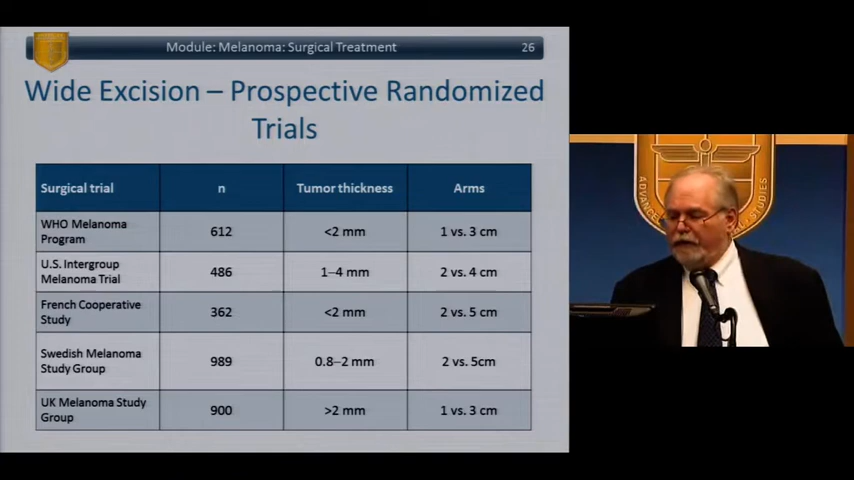 Module: Melanoma: Surgical Treatment 26
Wide Excision – Prospective Randomized
Trials
Surgical trial n Tumor thickness Arms
WHO Melanoma
Program 612 <2 mm 1 vs. 3 cm
U.S. Intergroup
Melanoma Trial 486 1–4 mm 2 vs. 4 cm
French Cooperative
Study 362 <2 mm 2 vs. 5 cm
Swedish Melanoma
Study Group 989 0.8–2 mm 2 vs. 5cm
UK Melanoma Study
Group 900 >2 mm 1 vs. 3 cm
ADVANCED
STUDIES